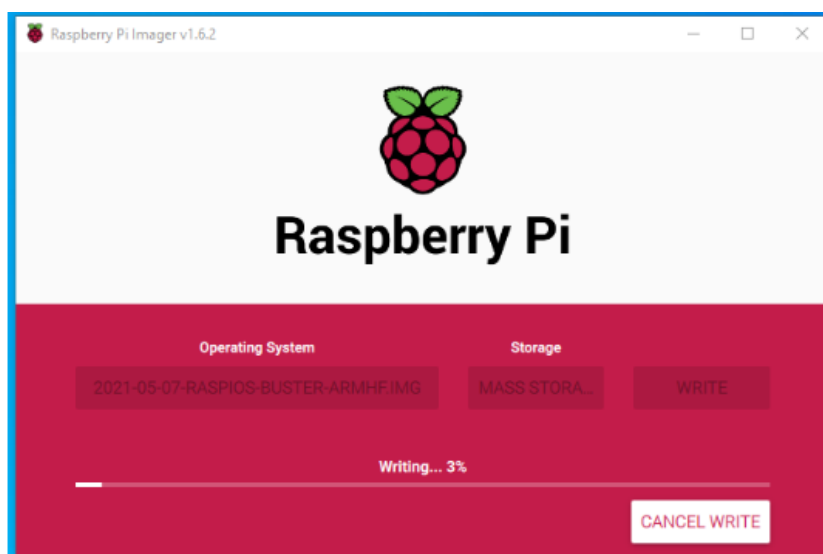 Raspberry Pi Imager v1.6.2
Raspberry Pi
Operating System Storage
2021-05-07-RASPIOS-BUSTER-ARMHF.IMG MASS STORA... WRITE
Writing... 3%
CANCEL WRITE